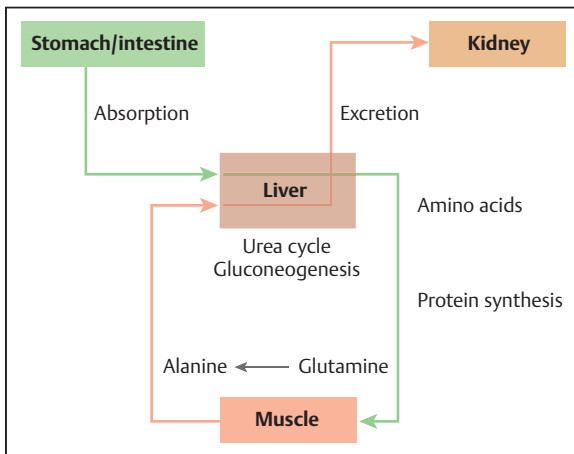 Stomach/intestine
Kidney
Absorption
Excretion
Liver
Amino acids
Urea cycle
Gluconeogenesis
Protein synthesis
Alanine
Glutamine
Muscle